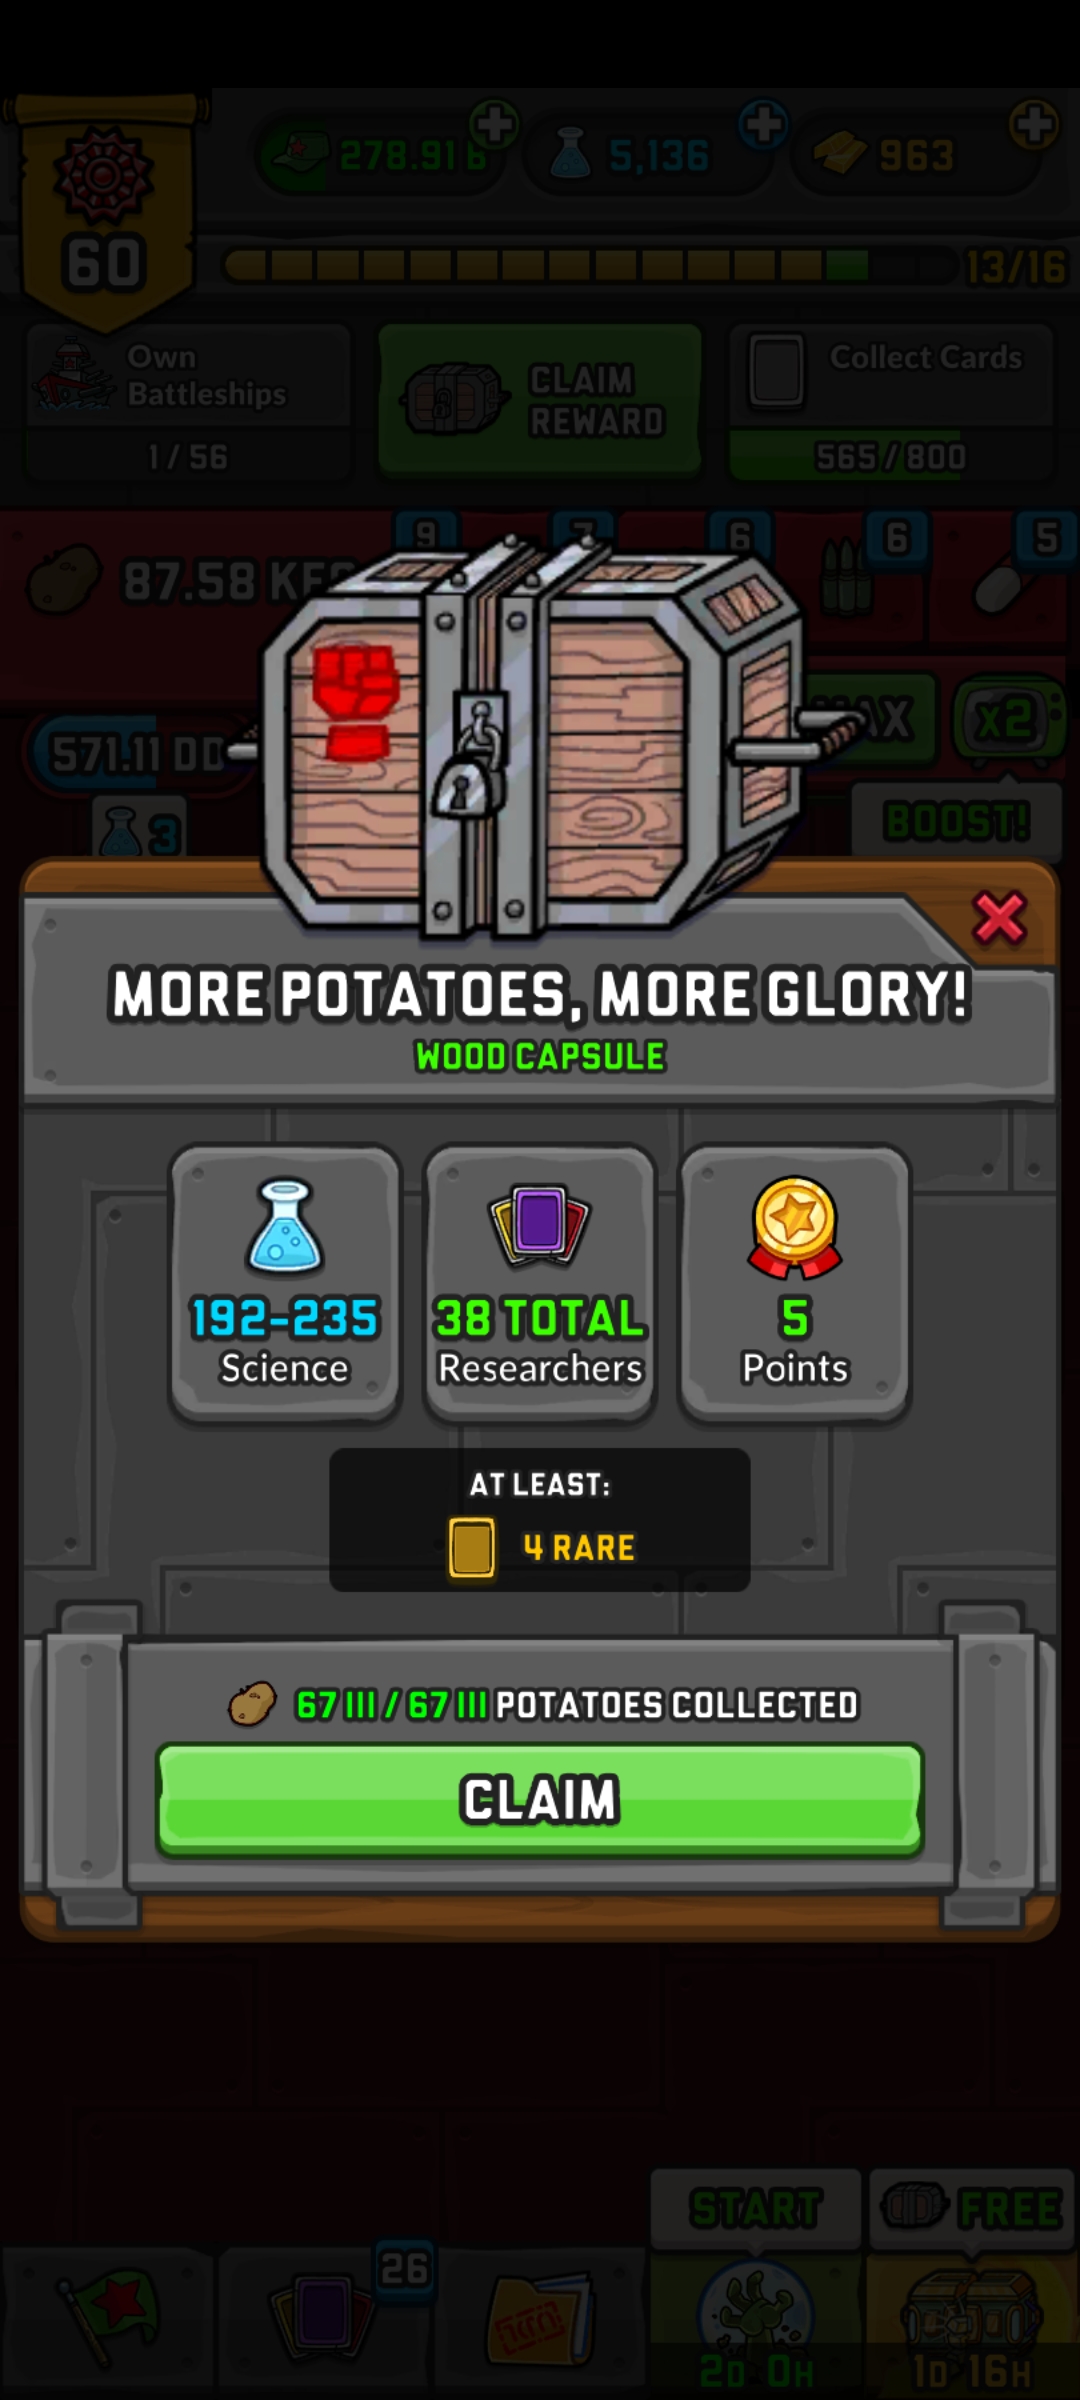 278.91 B
5,136
963
60
13/16
Own
Battleships
1 / 56
CLAIM
REWARD
Collect Cards
565 / 800
9
7
6
6
5
87.58 KF
571.11 DD
3
AX
x2
BOOST!
MORE POTATOES, MORE GLORY!
WOOD CAPSULE
192-235
Science
38 TOTAL
Researchers
5
Points
AT LEAST:
4 RARE
67 III / 67 III POTATOES COLLECTED
CLAIM
START
FREE
26
2D 0H
1D 16H